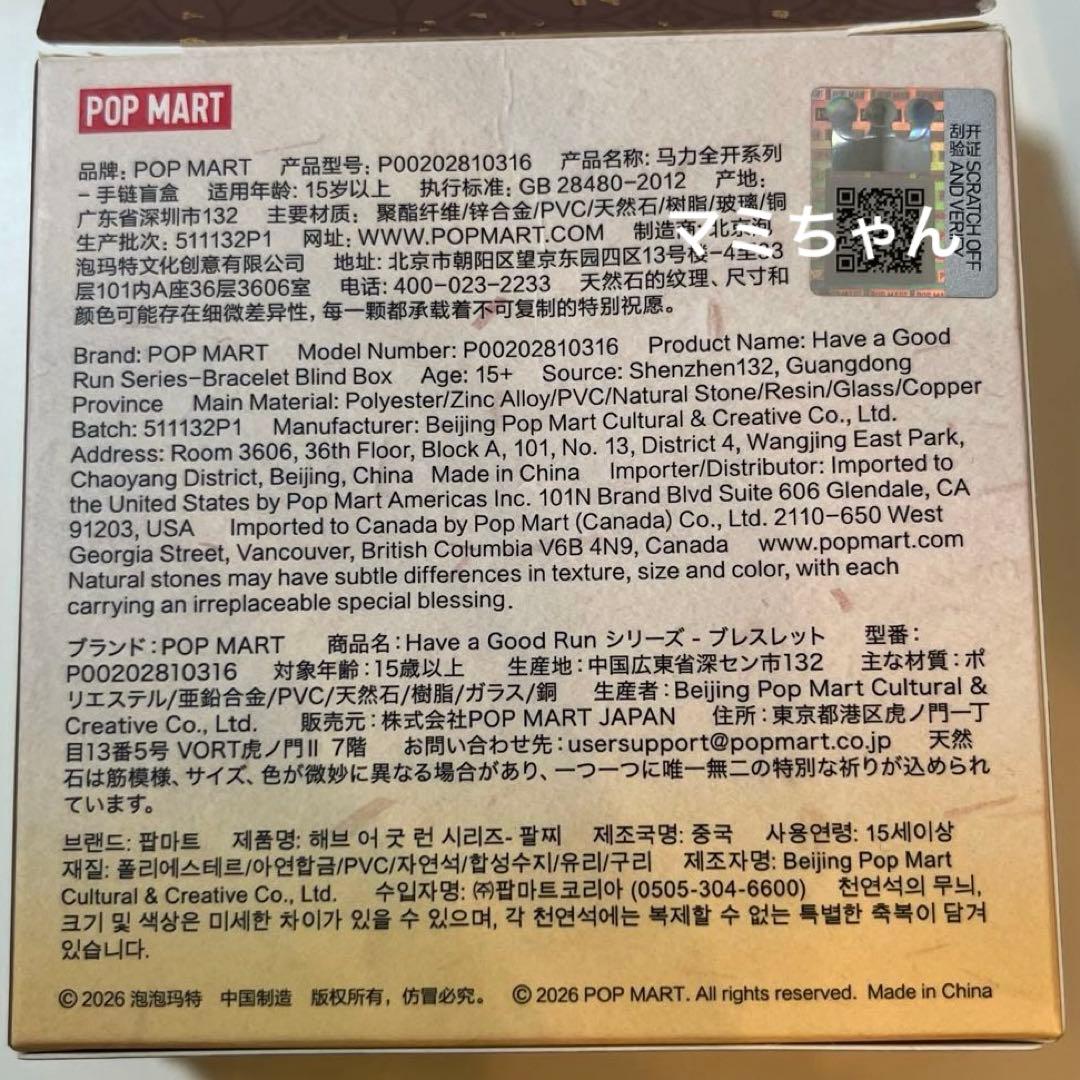 POP MART
品牌: POP MART 产品型号: P00202810316 产品名称: 马力全开系列
- 手链盲盒 适用年龄: 15岁以上 执行标准: GB 28480-2012 产地:
广东省深圳市132 主要材质: 聚酯纤维/锌合金/PVC/天然石/树脂/玻璃/铜
生产批次: 511132P1 网址: WWW.POPMART.COM 制造商: 北京泡
泡玛特文化创意有限公司 地址: 北京市朝阳区望京东园四区13号楼-4至33
层101内A座36层3606室 电话: 400-023-2233 天然石的纹理、尺寸和
颜色可能存在细微差异性, 每一颗都承载着不可复制的特别祝愿。
开证 SCRATCH OFF
刮验 AND VERIFY
マミちゃん
Brand: POP MART Model Number: P00202810316 Product Name: Have a Good
Run Series-Bracelet Blind Box Age: 15+ Source: Shenzhen132, Guangdong
Province Main Material: Polyester/Zinc Alloy/PVC/Natural Stone/Resin/Glass/Copper
Batch: 511132P1 Manufacturer: Beijing Pop Mart Cultural & Creative Co., Ltd.
Address: Room 3606, 36th Floor, Block A, 101, No. 13, District 4, Wangjing East Park,
Chaoyang District, Beijing, China Made in China Importer/Distributor: Imported to
the United States by Pop Mart Americas Inc. 101N Brand Blvd Suite 606 Glendale, CA
91203, USA Imported to Canada by Pop Mart (Canada) Co., Ltd. 2110-650 West
Georgia Street, Vancouver, British Columbia V6B 4N9, Canada www.popmart.com
Natural stones may have subtle differences in texture, size and color, with each
carrying an irreplaceable special blessing.
ブランド: POP MART 商品名: Have a Good Run シリーズ - ブレスレット 型番:
P00202810316 対象年齢: 15歳以上 生産地: 中国広東省深セン市132 主な材質: ポ
リエステル/亜鉛合金/PVC/天然石/樹脂/ガラス/銅 生産者: Beijing Pop Mart Cultural &
Creative Co., Ltd. 販売元: 株式会社POP MART JAPAN 住所: 東京都港区虎ノ門一丁
目13番5号 VORT虎ノ門II 7階 お問い合わせ先: usersupport@popmart.co.jp 天然
石は筋模様、サイズ、色が微妙に異なる場合があり、一つ一つに唯一無二の特別な祈りが込められ
ています。
브랜드: 팝마트 제품명: 해브 어 굿 런 시리즈- 팔찌 제조국명: 중국 사용연령: 15세이상
재질: 폴리에스테르/아연합금/PVC/자연석/합성수지/유리/구리 제조자명: Beijing Pop Mart
Cultural & Creative Co., Ltd. 수입자명: ㈜팝마트코리아 (0505-304-6600) 천연석의 무늬,
크기 및 색상은 미세한 차이가 있을 수 있으며, 각 천연석에는 복제할 수 없는 특별한 축복이 담겨
있습니다.
© 2026 泡泡玛特 中国制造 版权所有, 仿冒必究。 © 2026 POP MART. All rights reserved. Made in China